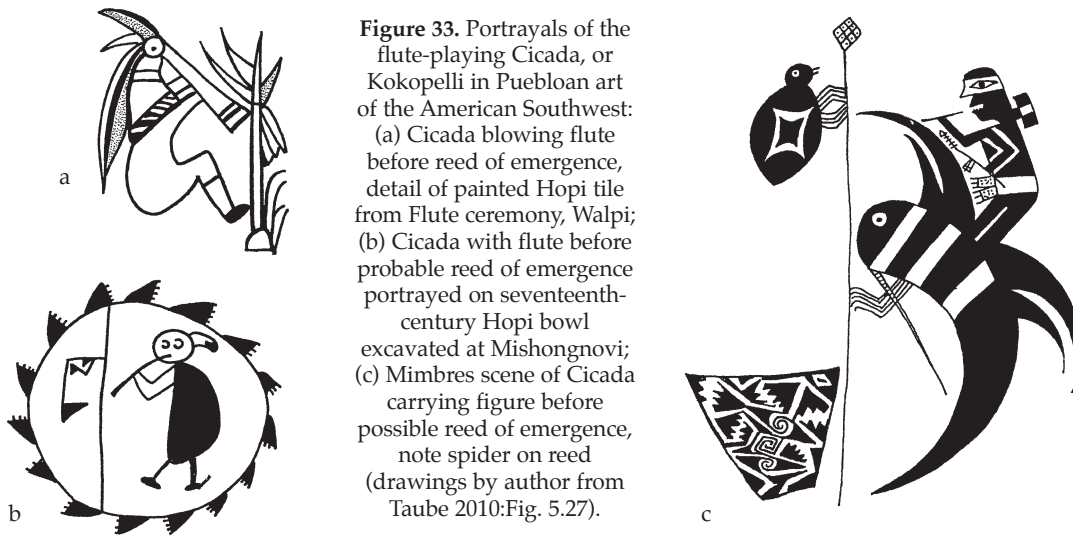 Figure 33. Portrayals of the
flute-playing Cicada, or
Kokopelli in Puebloan art
of the American Southwest:
(a) Cicada blowing flute
before reed of emergence,
detail of painted Hopi tile
from Flute ceremony, Walpi;
(b) Cicada with flute before
probable reed of emergence
portrayed on seventeenth-
century Hopi bowl
excavated at Mishongnovi;
(c) Mimbres scene of Cicada
carrying figure before
possible reed of emergence,
note spider on reed
(drawings by author from
Taube 2010:Fig. 5.27).
a
b
c